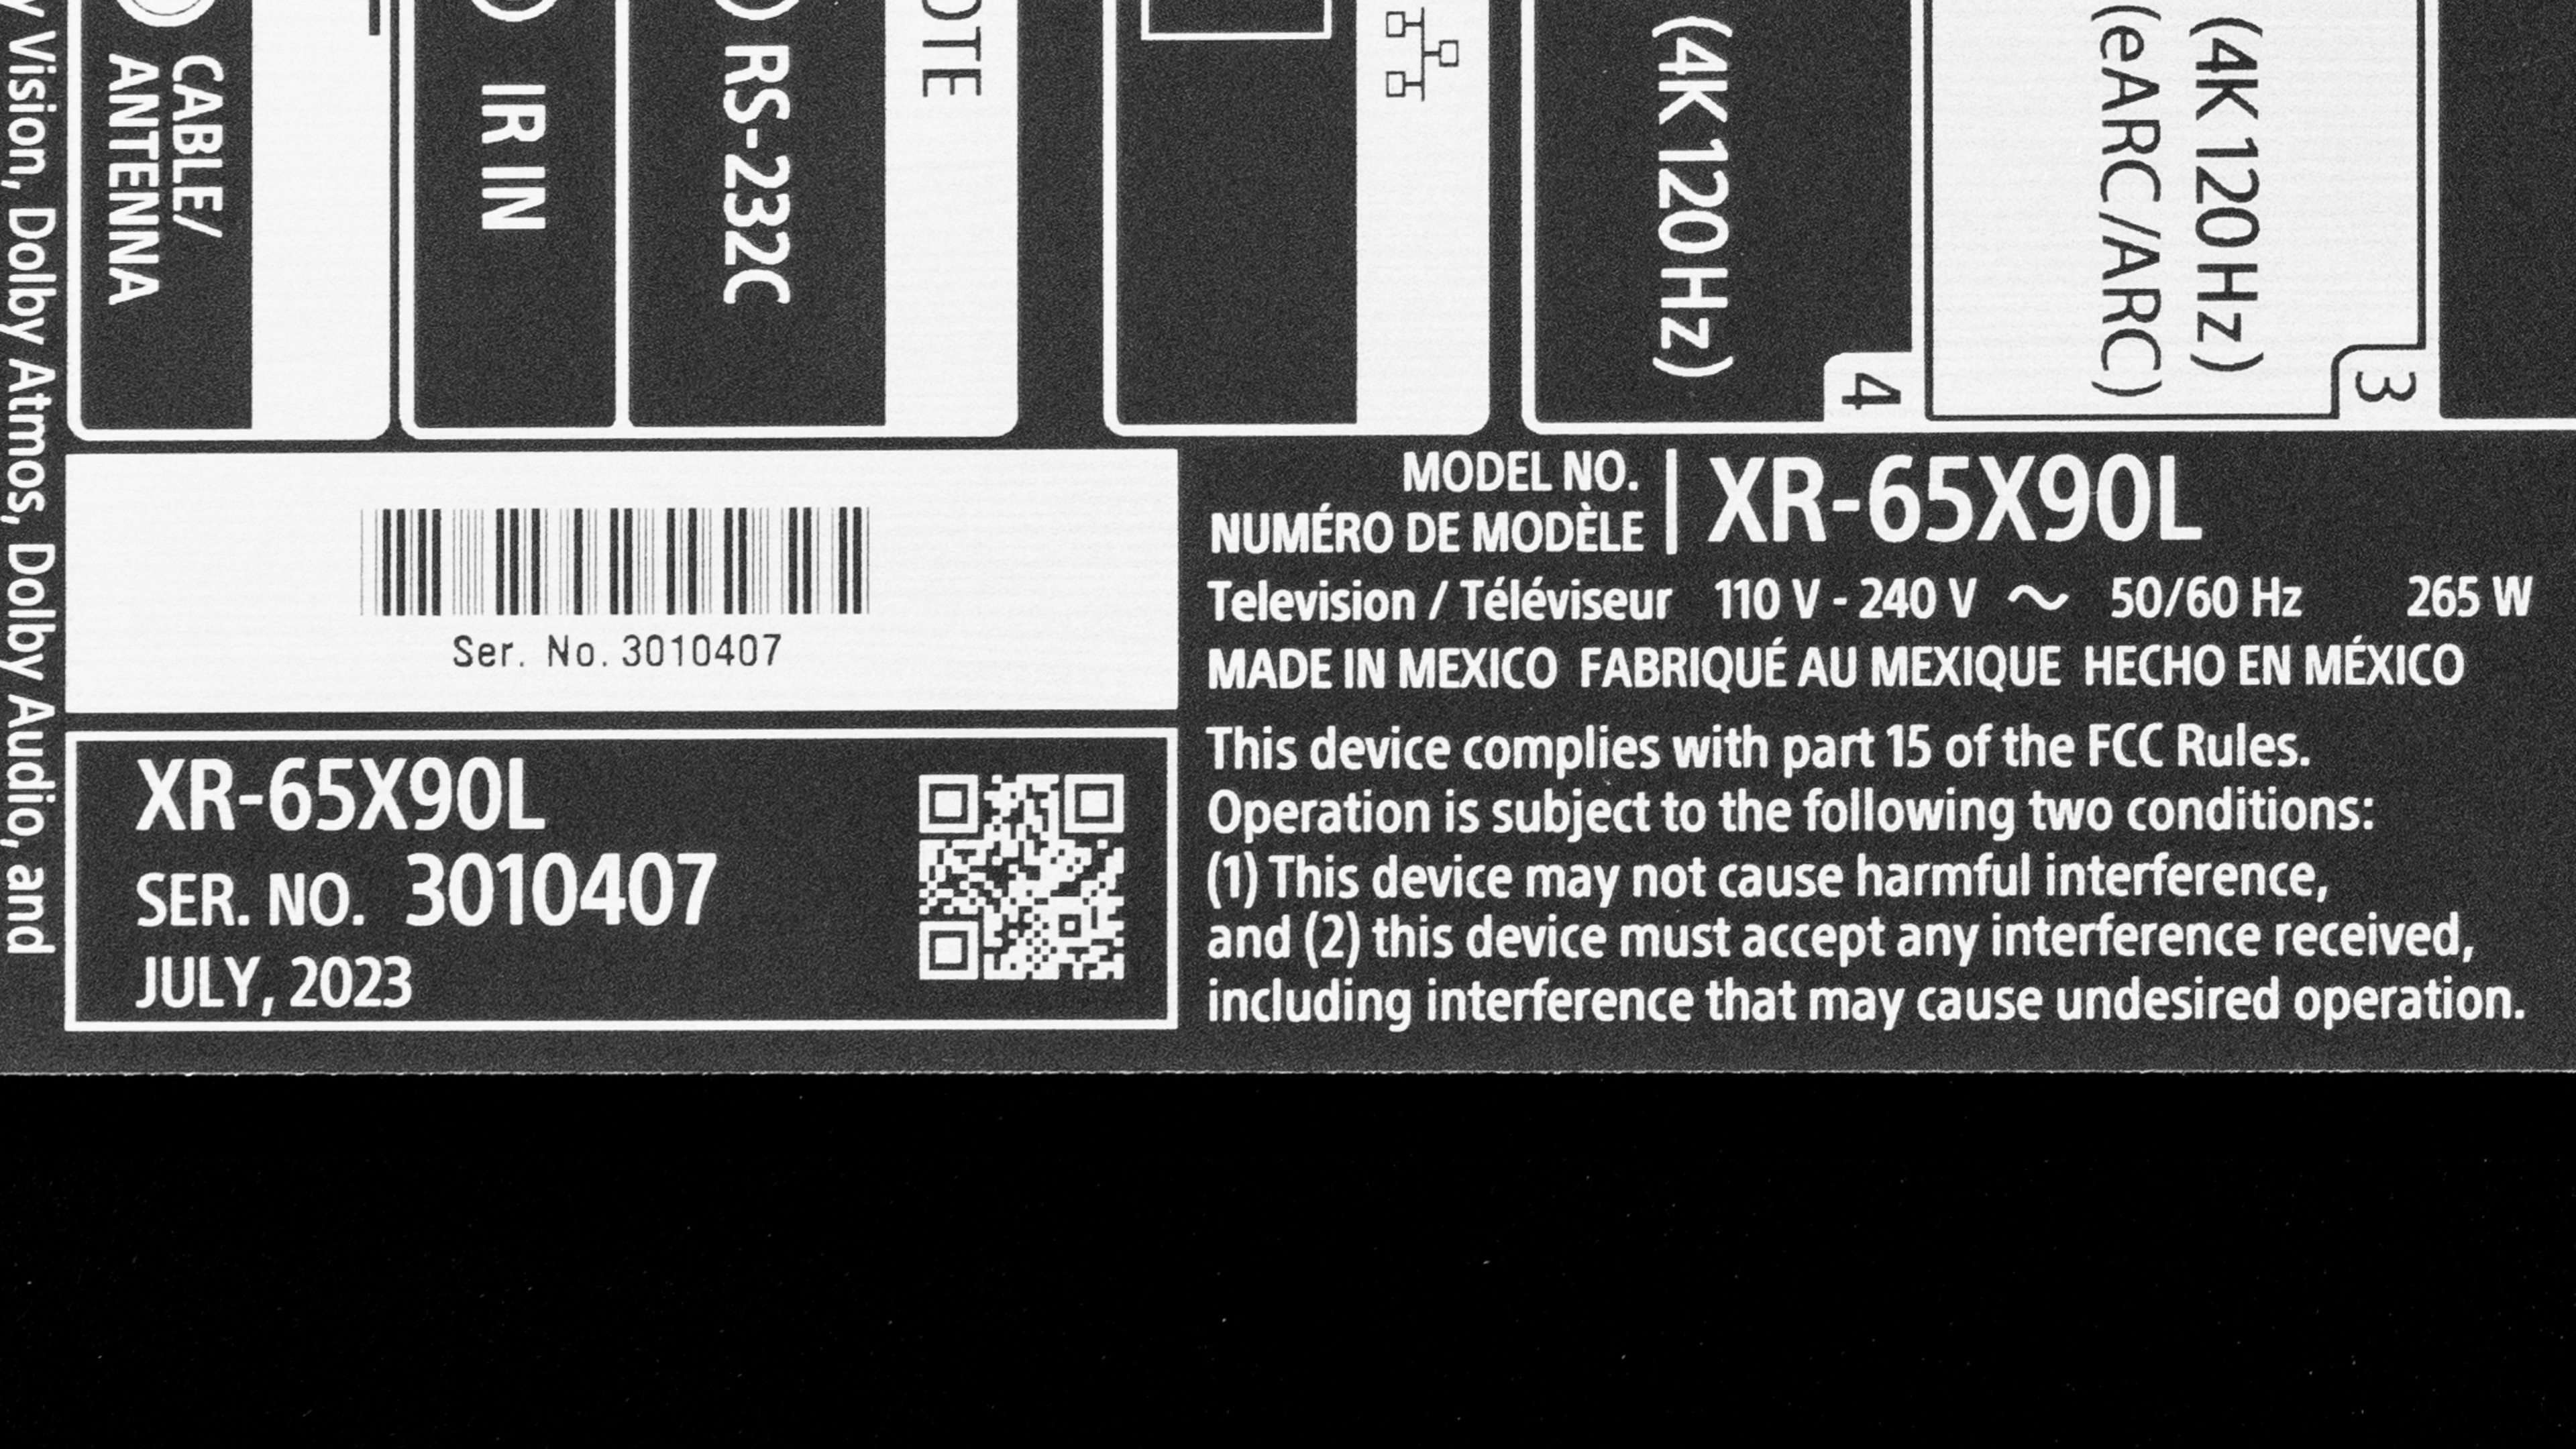 y Vision, Dolby Atmos, Dolby Audio, and
CABLE/
ANTENNA
IR IN
RS-232C
OTE
(4K 120Hz)
4
(4K 120Hz)
(eARC/ARC)
3
Ser. No. 3010407
XR-65X90L
SER. NO. 3010407
JULY, 2023
MODEL NO.
NUMÉRO DE MODÈLE
XR-65X90L
Television / Téléviseur 110 V - 240 V ~ 50/60 Hz 265 W
MADE IN MEXICO FABRIQUÉ AU MEXIQUE HECHO EN MÉXICO
This device complies with part 15 of the FCC Rules.
Operation is subject to the following two conditions:
(1) This device may not cause harmful interference,
and (2) this device must accept any interference received,
including interference that may cause undesired operation.